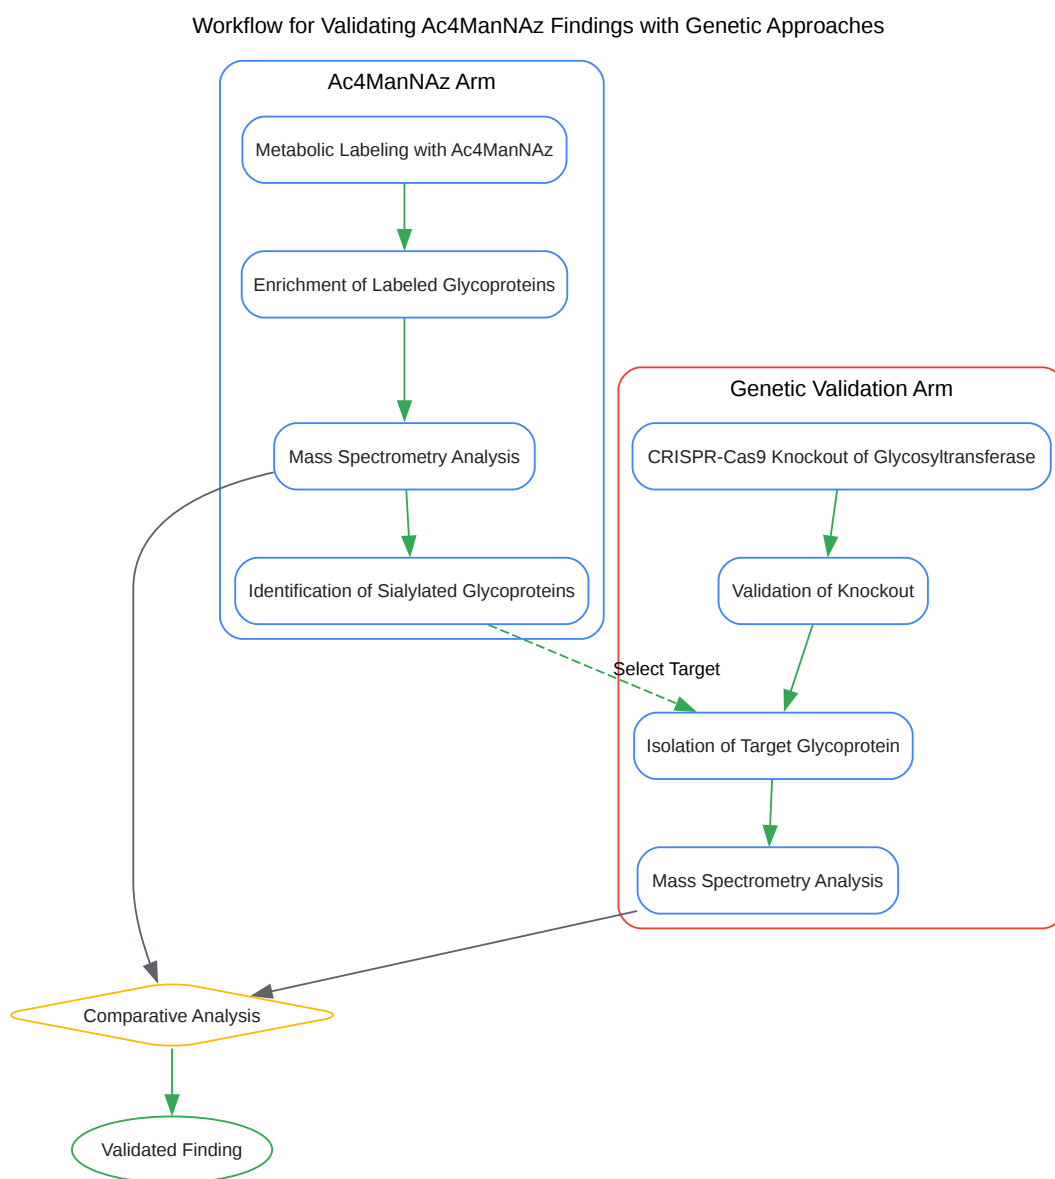 Workflow for Validating Ac4ManNAz Findings with Genetic Approaches
Ac4ManNAz Arm
Metabolic Labeling with Ac4ManNAz
Enrichment of Labeled Glycoproteins
Mass Spectrometry Analysis
Identification of Sialylated Glycoproteins
Genetic Validation Arm
CRISPR-Cas9 Knockout of Glycosyltransferase
Validation of Knockout
Select Target
Isolation of Target Glycoprotein
Mass Spectrometry Analysis
Comparative Analysis
Validated Finding